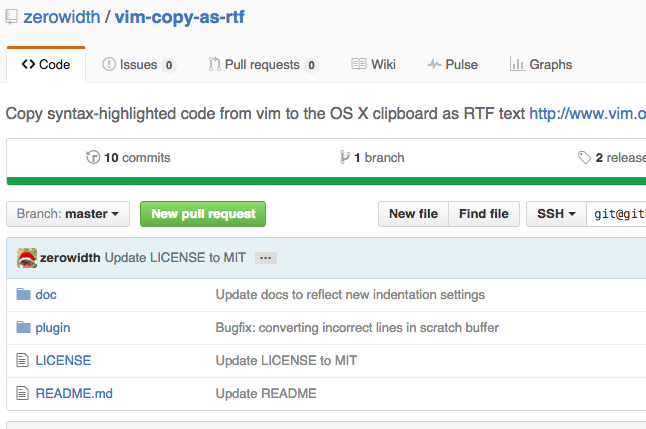 zerowidth / vim-copy-as-rtf
Code Issues 0 Pull requests 0 Wiki Pulse Graphs
Copy syntax-highlighted code from vim to the OS X clipboard as RTF text http://www.vim.o
10 commits 1 branch 2 release
Branch: master New pull request New file Find file SSH git@gitl
zerowidth Update LICENSE to MIT ...
doc Update docs to reflect new indentation settings
plugin Bugfix: converting incorrect lines in scratch buffer
LICENSE Update LICENSE to MIT
README.md Update README